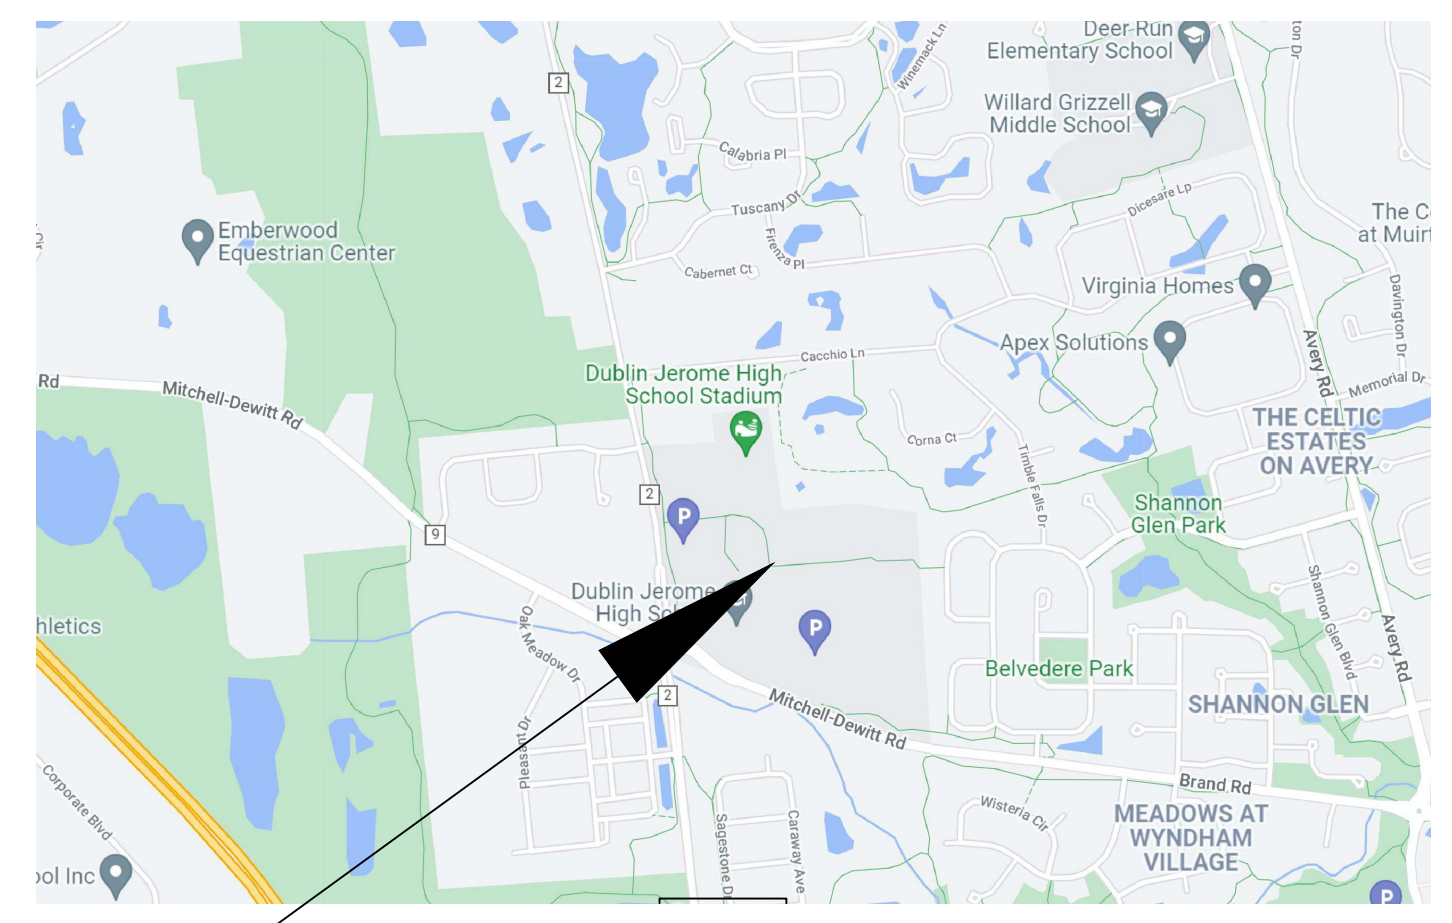 Deer Run
Elementary School
Winemack Ln
ton Dr
2
Willard Grizzell
Middle School
Calabria Pl
Tuscany Dr
Dicesare Lp
The C
at Muirf
Emberwood
Equestrian Center
Firenza Pl
Cabernet Ct
Virginia Homes
Davington Dr
Apex Solutions
Avery Rd
Cacchio Ln
Dublin Jerome High
School Stadium
Rd
Mitchell-Dewitt Rd
Memorial Dr
THE CELTIC
ESTATES
ON AVERY
Corna Ct
Timble Falls Dr
2
P
Shannon
Glen Park
9
Dublin Jerome
High Sc
P
hletics
Oak Meadow Dr
Shannon Glen Blvd
Avery Rd
Belvedere Park
2
SHANNON GLEN
Mitchell-Dewitt Rd
Pleasant Dr
Corporate Blvd
Brand Rd
Wisteria Cir
MEADOWS AT
WYNDHAM
VILLAGE
Sagestone Dr
Caraway Ave
ool Inc
P